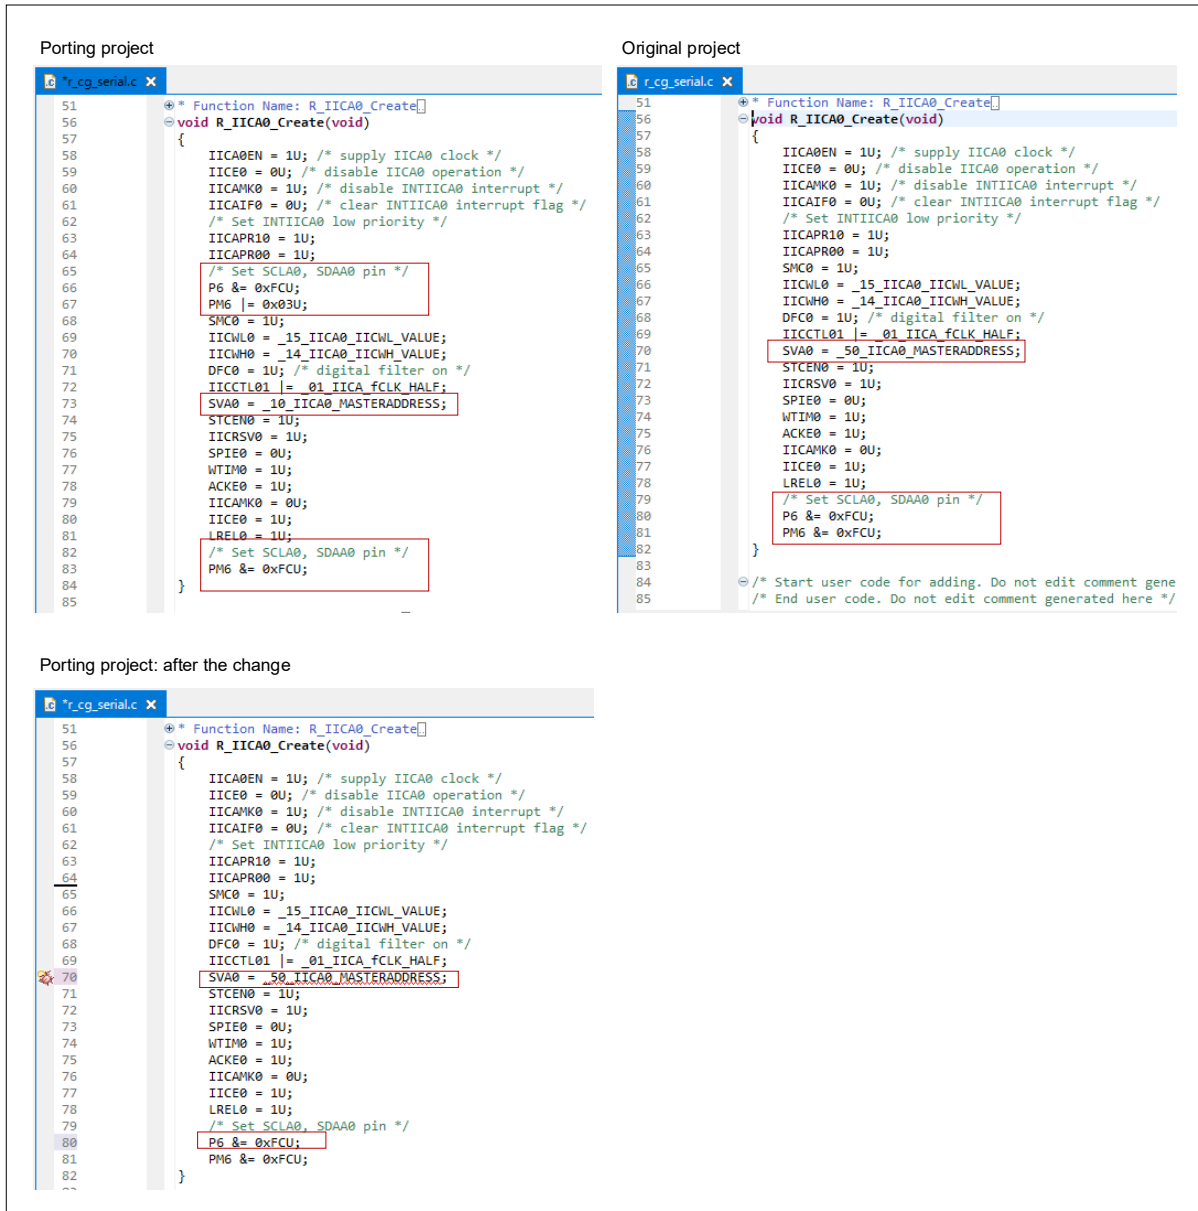 Porting project
*r_cg_serial.c
51 * Function Name: R_IICA0_Create..
56 void R_IICA0_Create(void)
57 {
58 IICA0EN = 1U; /* supply IICA0 clock */
59 IICE0 = 0U; /* disable IICA0 operation */
60 IICAMK0 = 1U; /* disable INTIICA0 interrupt */
61 IICAIF0 = 0U; /* clear INTIICA0 interrupt flag */
62 /* Set INTIICA0 low priority */
63 IICAPR10 = 1U;
64 IICAPR00 = 1U;
65 /* Set SCLA0, SDAA0 pin */
66 P6 &= 0xFCU;
67 PM6 |= 0x03U;
68 SMC0 = 1U;
69 IICWL0 = _15_IICA0_IICWL_VALUE;
70 IICWH0 = _14_IICA0_IICWH_VALUE;
71 DFC0 = 1U; /* digital filter on */
72 IICCTL01 |= _01_IICA_fCLK_HALF;
73 SVA0 = _10_IICA0_MASTERADDRESS;
74 STCEN0 = 1U;
75 IICRSV0 = 1U;
76 SPIE0 = 0U;
77 WTIM0 = 1U;
78 ACKE0 = 1U;
79 IICAMK0 = 0U;
80 IICE0 = 1U;
81 LREL0 = 1U;
82 /* Set SCLA0, SDAA0 pin */
83 PM6 &= 0xFCU;
84 }
85
Original project
r_cg_serial.c
51 * Function Name: R_IICA0_Create..
56 void R_IICA0_Create(void)
57 {
58 IICA0EN = 1U; /* supply IICA0 clock */
59 IICE0 = 0U; /* disable IICA0 operation */
60 IICAMK0 = 1U; /* disable INTIICA0 interrupt */
61 IICAIF0 = 0U; /* clear INTIICA0 interrupt flag */
62 /* Set INTIICA0 low priority */
63 IICAPR10 = 1U;
64 IICAPR00 = 1U;
65 SMC0 = 1U;
66 IICWL0 = _15_IICA0_IICWL_VALUE;
67 IICWH0 = _14_IICA0_IICWH_VALUE;
68 DFC0 = 1U; /* digital filter on */
69 IICCTL01 |= _01_IICA_fCLK_HALF;
70 SVA0 = _50_IICA0_MASTERADDRESS;
71 STCEN0 = 1U;
72 IICRSV0 = 1U;
73 SPIE0 = 0U;
74 WTIM0 = 1U;
75 ACKE0 = 1U;
76 IICAMK0 = 0U;
77 IICE0 = 1U;
78 LREL0 = 1U;
79 /* Set SCLA0, SDAA0 pin */
80 P6 &= 0xFCU;
81 PM6 &= 0xFCU;
82 }
83
84 /* Start user code for adding. Do not edit comment gene
85 /* End user code. Do not edit comment generated here */
Porting project: after the change
*r_cg_serial.c
51 * Function Name: R_IICA0_Create..
56 void R_IICA0_Create(void)
57 {
58 IICA0EN = 1U; /* supply IICA0 clock */
59 IICE0 = 0U; /* disable IICA0 operation */
60 IICAMK0 = 1U; /* disable INTIICA0 interrupt */
61 IICAIF0 = 0U; /* clear INTIICA0 interrupt flag */
62 /* Set INTIICA0 low priority */
63 IICAPR10 = 1U;
64 IICAPR00 = 1U;
65 SMC0 = 1U;
66 IICWL0 = _15_IICA0_IICWL_VALUE;
67 IICWH0 = _14_IICA0_IICWH_VALUE;
68 DFC0 = 1U; /* digital filter on */
69 IICCTL01 |= _01_IICA_fCLK_HALF;
70 SVA0 = _50_IICA0_MASTERADDRESS;
71 STCEN0 = 1U;
72 IICRSV0 = 1U;
73 SPIE0 = 0U;
74 WTIM0 = 1U;
75 ACKE0 = 1U;
76 IICAMK0 = 0U;
77 IICE0 = 1U;
78 LREL0 = 1U;
79 /* Set SCLA0, SDAA0 pin */
80 P6 &= 0xFCU;
81 PM6 &= 0xFCU;
82 }